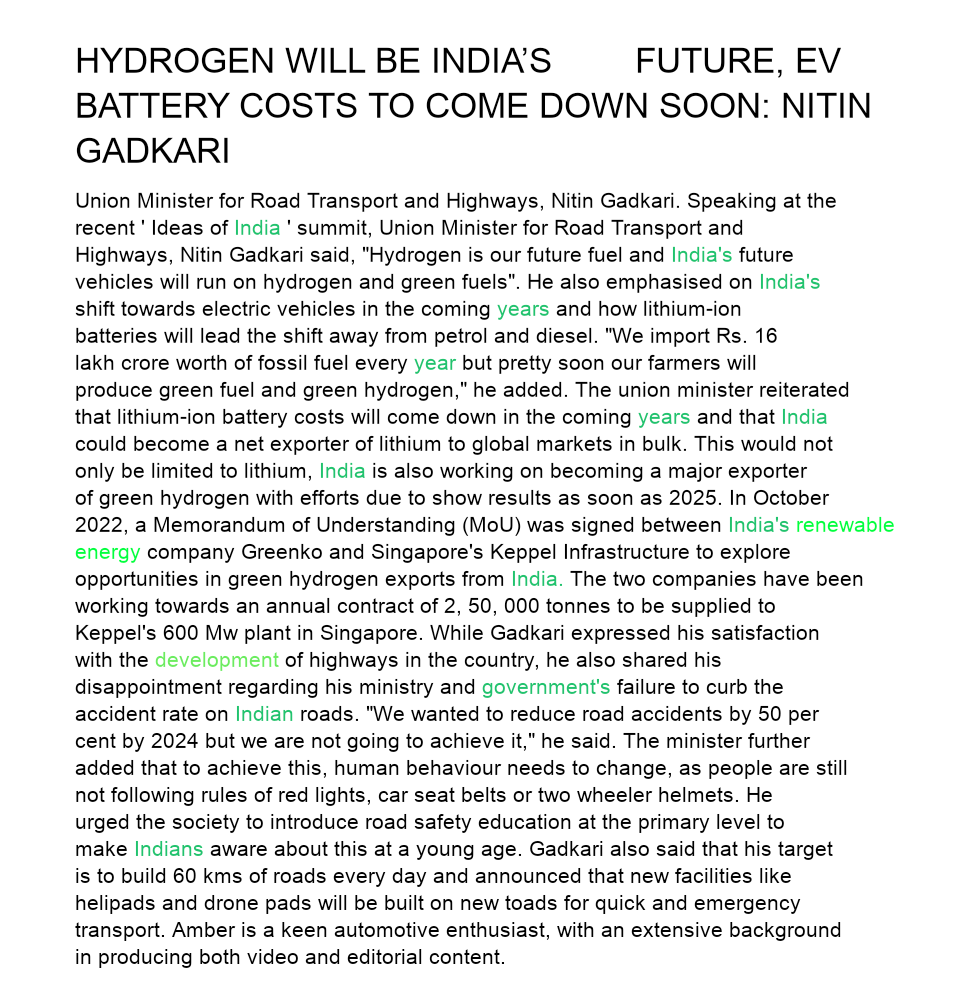 HYDROGEN WILL BE INDIA’S FUTURE, EV
BATTERY COSTS TO COME DOWN SOON: NITIN
GADKARI
Union Minister for Road Transport and Highways, Nitin Gadkari. Speaking at the
recent ' Ideas of India ' summit, Union Minister for Road Transport and
Highways, Nitin Gadkari said, "Hydrogen is our future fuel and India's future
vehicles will run on hydrogen and green fuels". He also emphasised on India's
shift towards electric vehicles in the coming years and how lithium-ion
batteries will lead the shift away from petrol and diesel. "We import Rs. 16
lakh crore worth of fossil fuel every year but pretty soon our farmers will
produce green fuel and green hydrogen," he added. The union minister reiterated
that lithium-ion battery costs will come down in the coming years and that India
could become a net exporter of lithium to global markets in bulk. This would not
only be limited to lithium, India is also working on becoming a major exporter
of green hydrogen with efforts due to show results as soon as 2025. In October
2022, a Memorandum of Understanding (MoU) was signed between India's renewable
energy company Greenko and Singapore's Keppel Infrastructure to explore
opportunities in green hydrogen exports from India. The two companies have been
working towards an annual contract of 2, 50, 000 tonnes to be supplied to
Keppel's 600 Mw plant in Singapore. While Gadkari expressed his satisfaction
with the development of highways in the country, he also shared his
disappointment regarding his ministry and government's failure to curb the
accident rate on Indian roads. "We wanted to reduce road accidents by 50 per
cent by 2024 but we are not going to achieve it," he said. The minister further
added that to achieve this, human behaviour needs to change, as people are still
not following rules of red lights, car seat belts or two wheeler helmets. He
urged the society to introduce road safety education at the primary level to
make Indians aware about this at a young age. Gadkari also said that his target
is to build 60 kms of roads every day and announced that new facilities like
helipads and drone pads will be built on new toads for quick and emergency
transport. Amber is a keen automotive enthusiast, with an extensive background
in producing both video and editorial content.